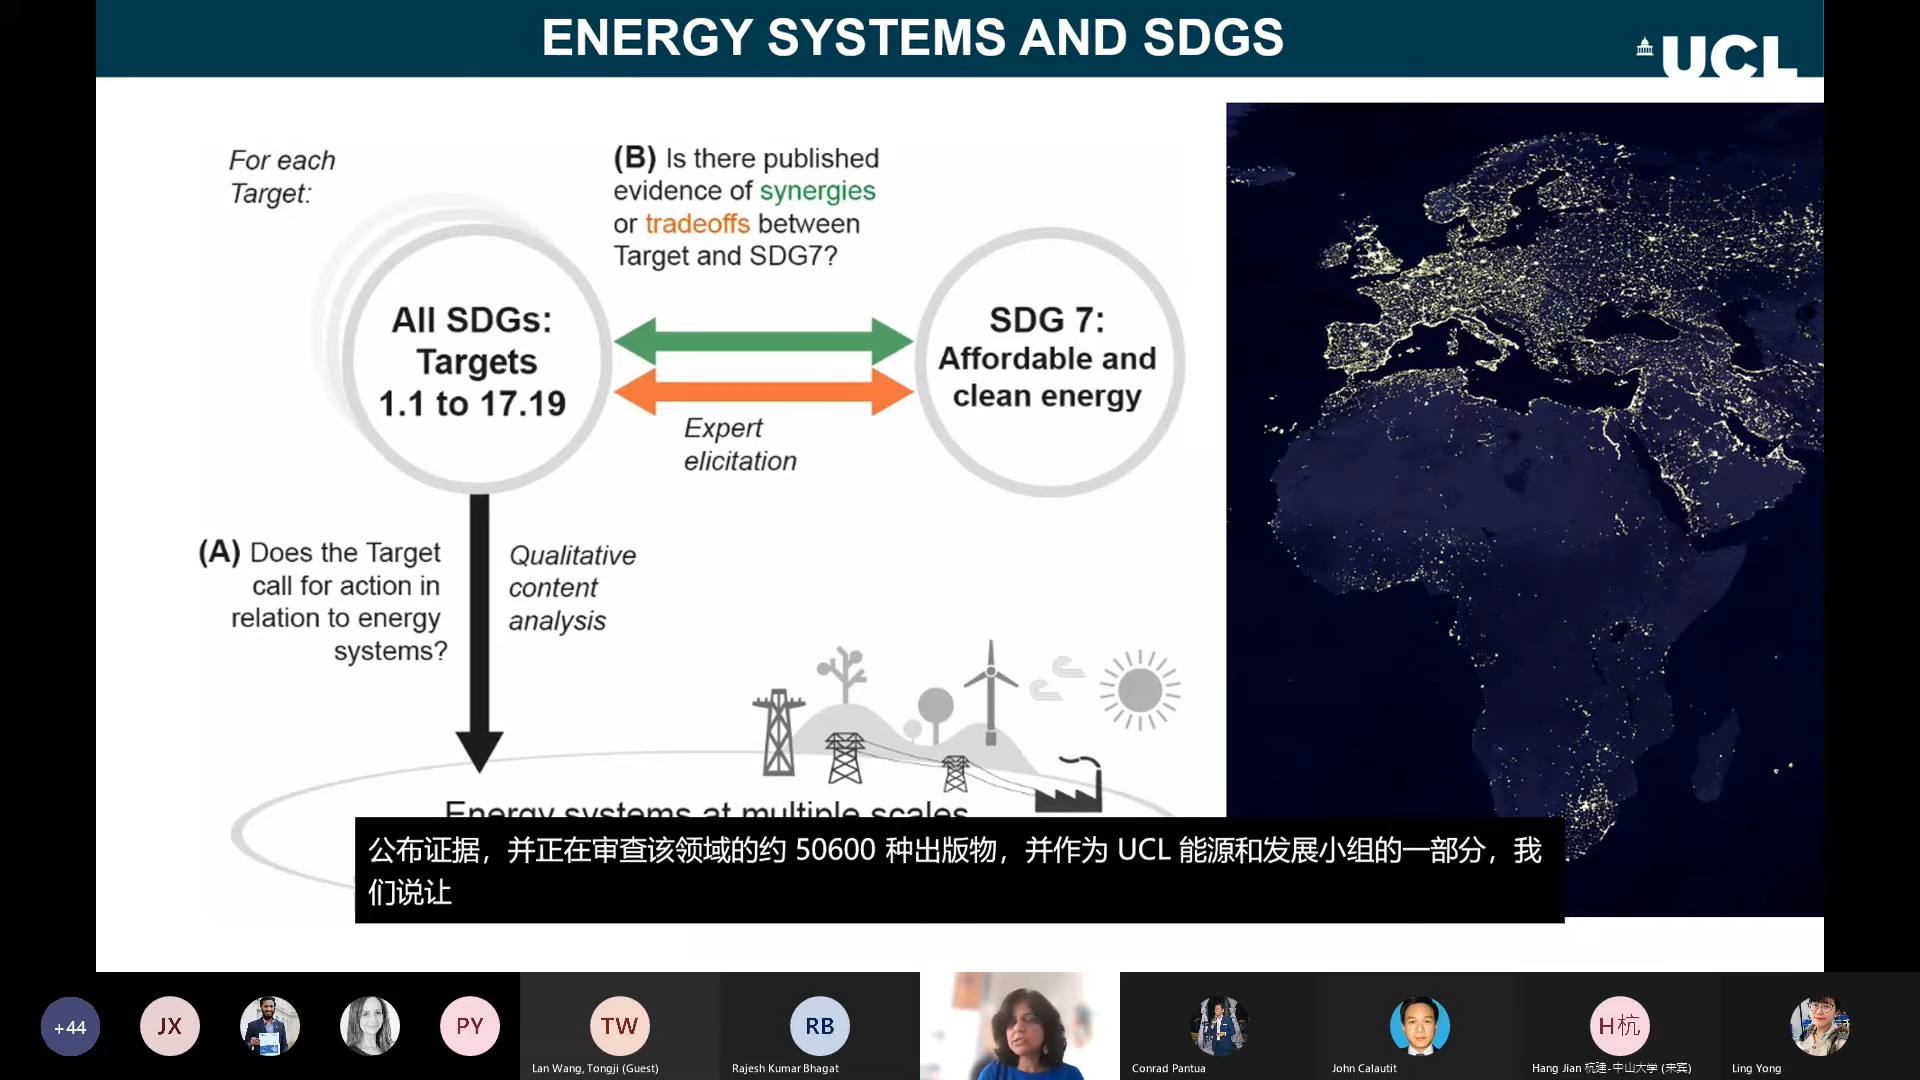 ENERGY SYSTEMS AND SDGS
UCL
For each
Target:
(B) Is there published
evidence of synergies
or tradeoffs between
Target and SDG7?
All SDGs:
Targets
1.1 to 17.19
SDG 7:
Affordable and
clean energy
Expert
elicitation
(A) Does the Target
call for action in
relation to energy
systems?
Qualitative
content
analysis
Energy systems at multiple scales
公布证据，并正在审查该领域的约 50600 种出版物，并作为 UCL 能源和发展小组的一部分，我
们说让
+44
JX
PY
TW
RB
H杭
Lan Wang, Tongji (Guest)
Rajesh Kumar Bhagat
Conrad Pantua
John Calautit
Hang Jian 杭建-中山大学 (来宾)
Ling Yong